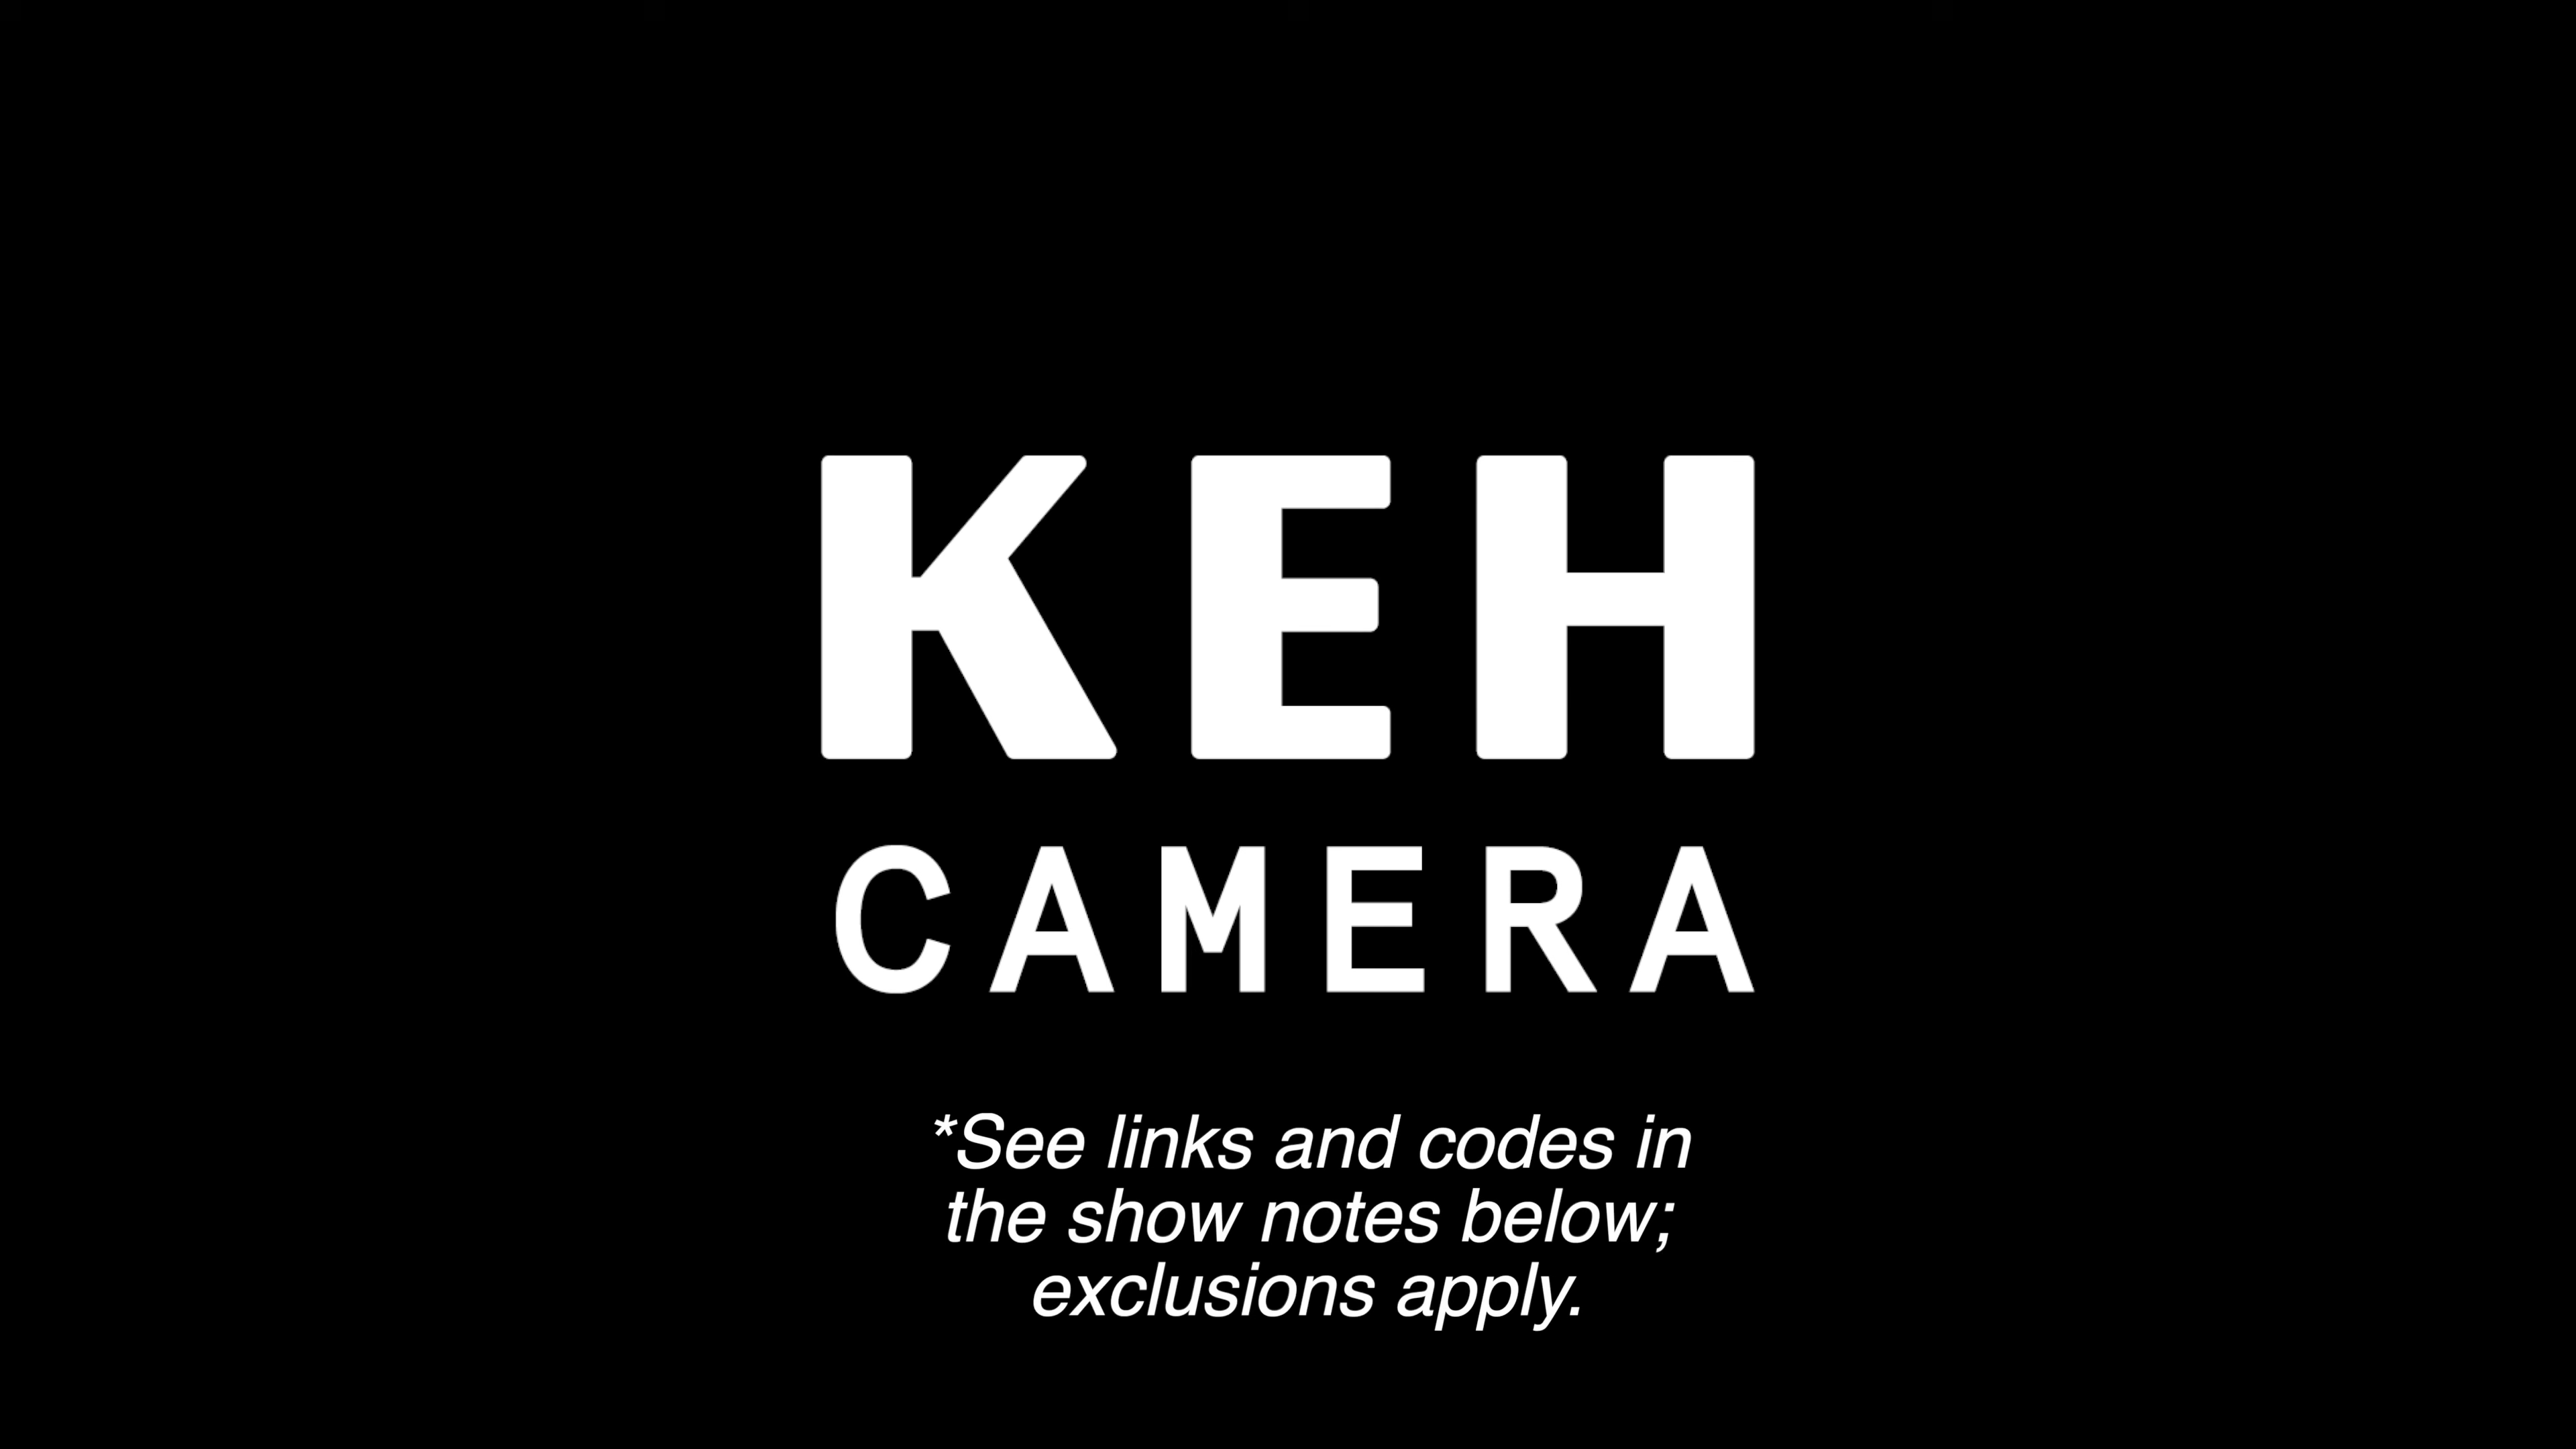 KEH
CAMERA
*See links and codes in
the show notes below;
exclusions apply.